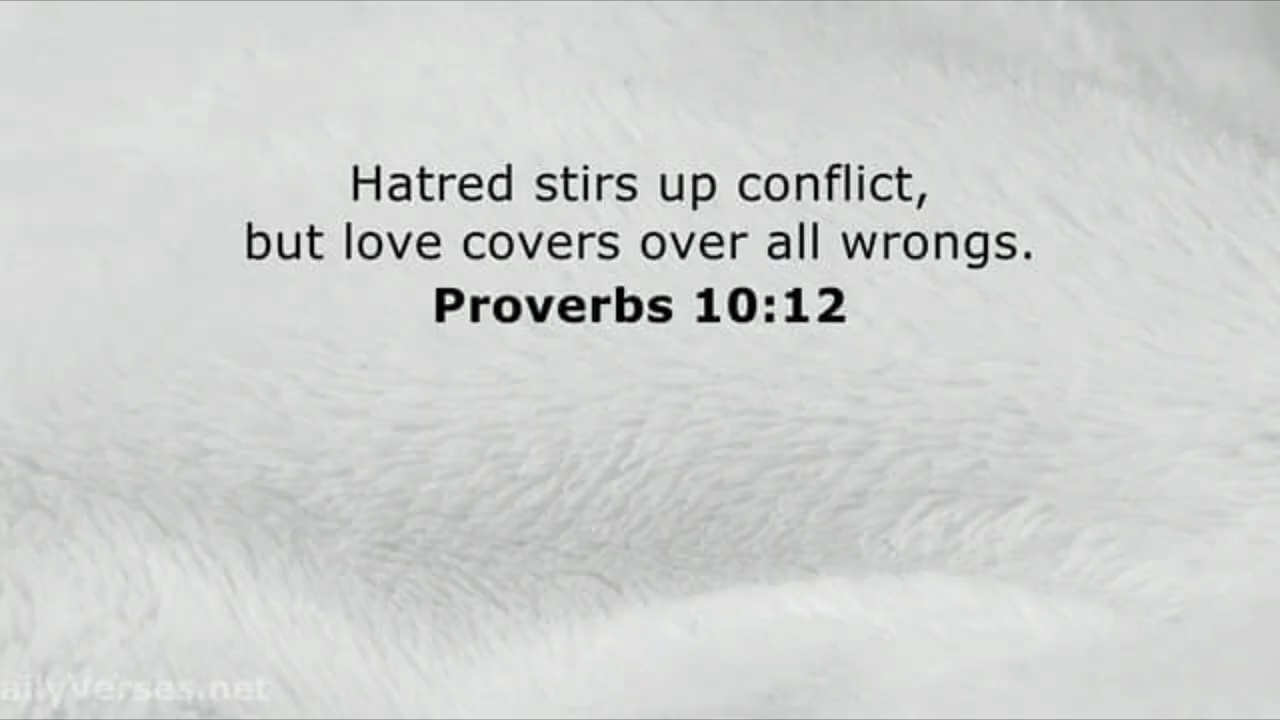 Hatred stirs up conflict,
but love covers over all wrongs.
Proverbs 10:12
ailyVerses.net